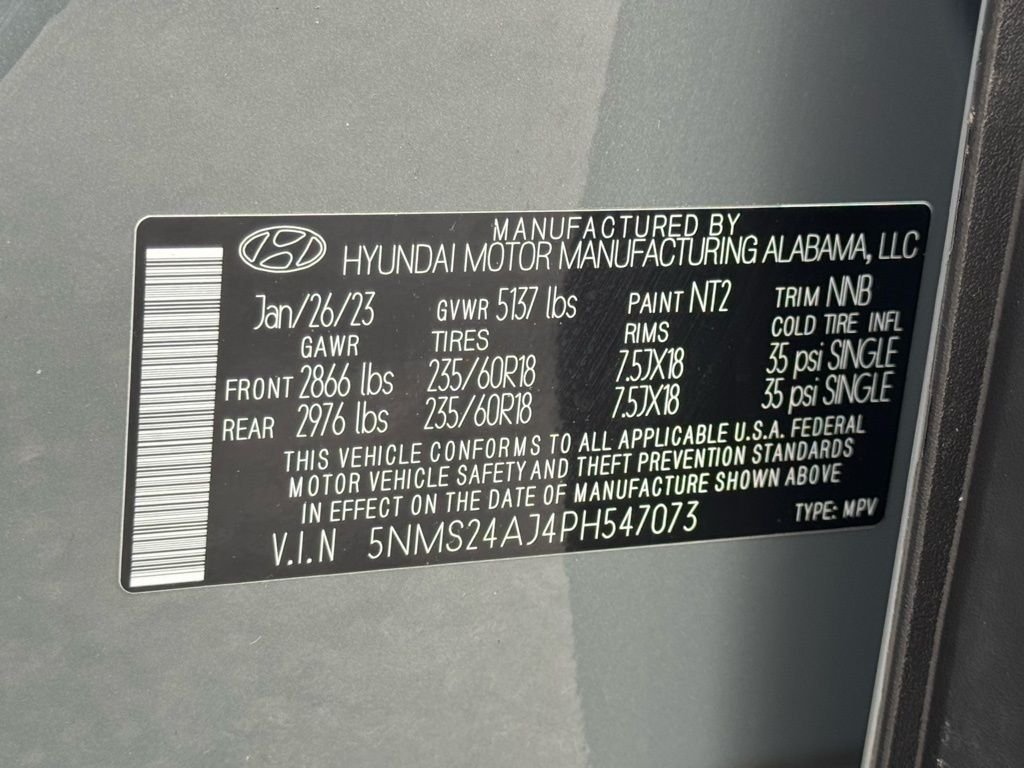 MANUFACTURED BY
HYUNDAI MOTOR MANUFACTURING ALABAMA, LLC
Jan/26/23 GVWR 5137 lbs PAINT NT2 TRIM NNB
GAWR TIRES RIMS COLD TIRE INFL
FRONT 2866 lbs 235/60R18 7.5JX18 35 psi SINGLE
REAR 2976 lbs 235/60R18 7.5JX18 35 psi SINGLE
THIS VEHICLE CONFORMS TO ALL APPLICABLE U.S.A. FEDERAL
MOTOR VEHICLE SAFETY AND THEFT PREVENTION STANDARDS
IN EFFECT ON THE DATE OF MANUFACTURE SHOWN ABOVE
V.I.N 5NMS24AJ4PH547073 TYPE: MPV